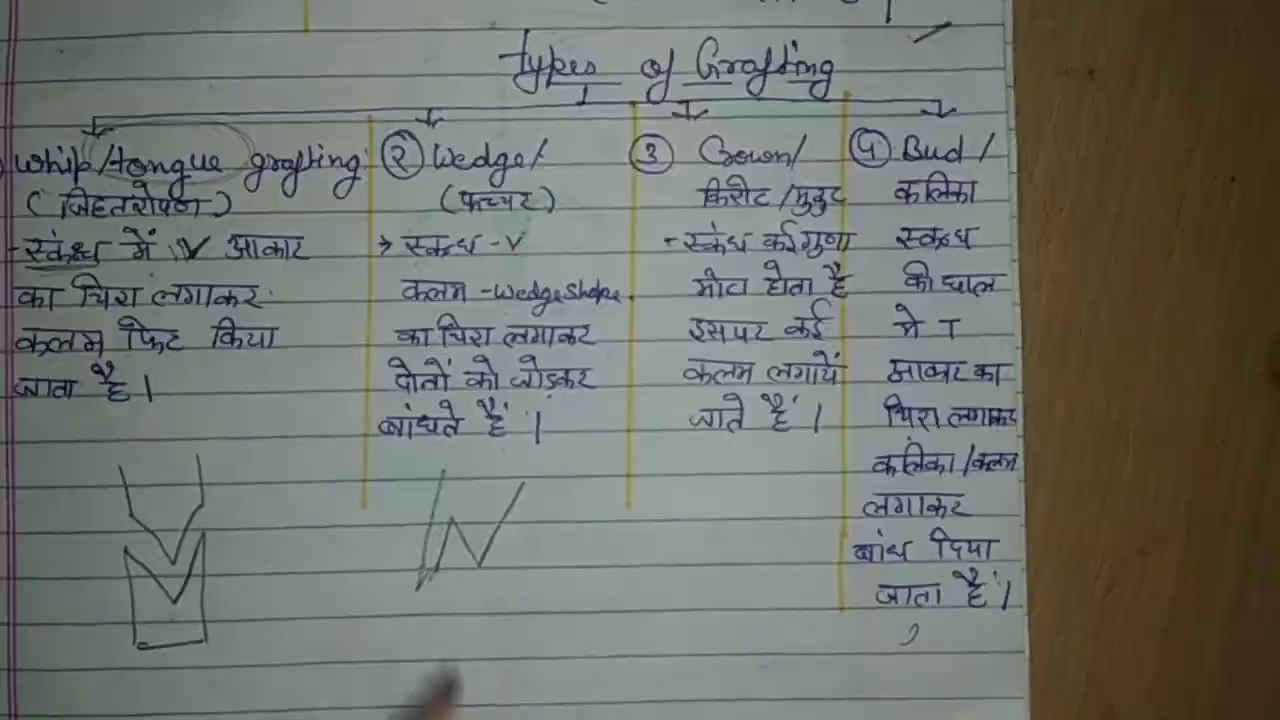 Types of Grafting
whip/tongue grafting
(जिह्वारोपण)
- स्कंध में V आकार
का चिरा लगाकर
कलम फिट किया
जाता है।
② Wedge/
(फच्चर)
> स्कन्ध - V
कलम - wedge shape
का चिरा लगाकर
दोनों को जोड़कर
बांधते हैं।
③ Crown/
किरीट/मुकुट
- स्कंध कई गुणा
मोटा होता है
इसपर कई
कलम लगायें
जाते हैं।
④ Bud/
कलिका
स्कन्ध
की छाल
मे T
आकार का
चिरा लगाकर
कलिका/कलम
लगाकर
बांध दिया
जाता है।